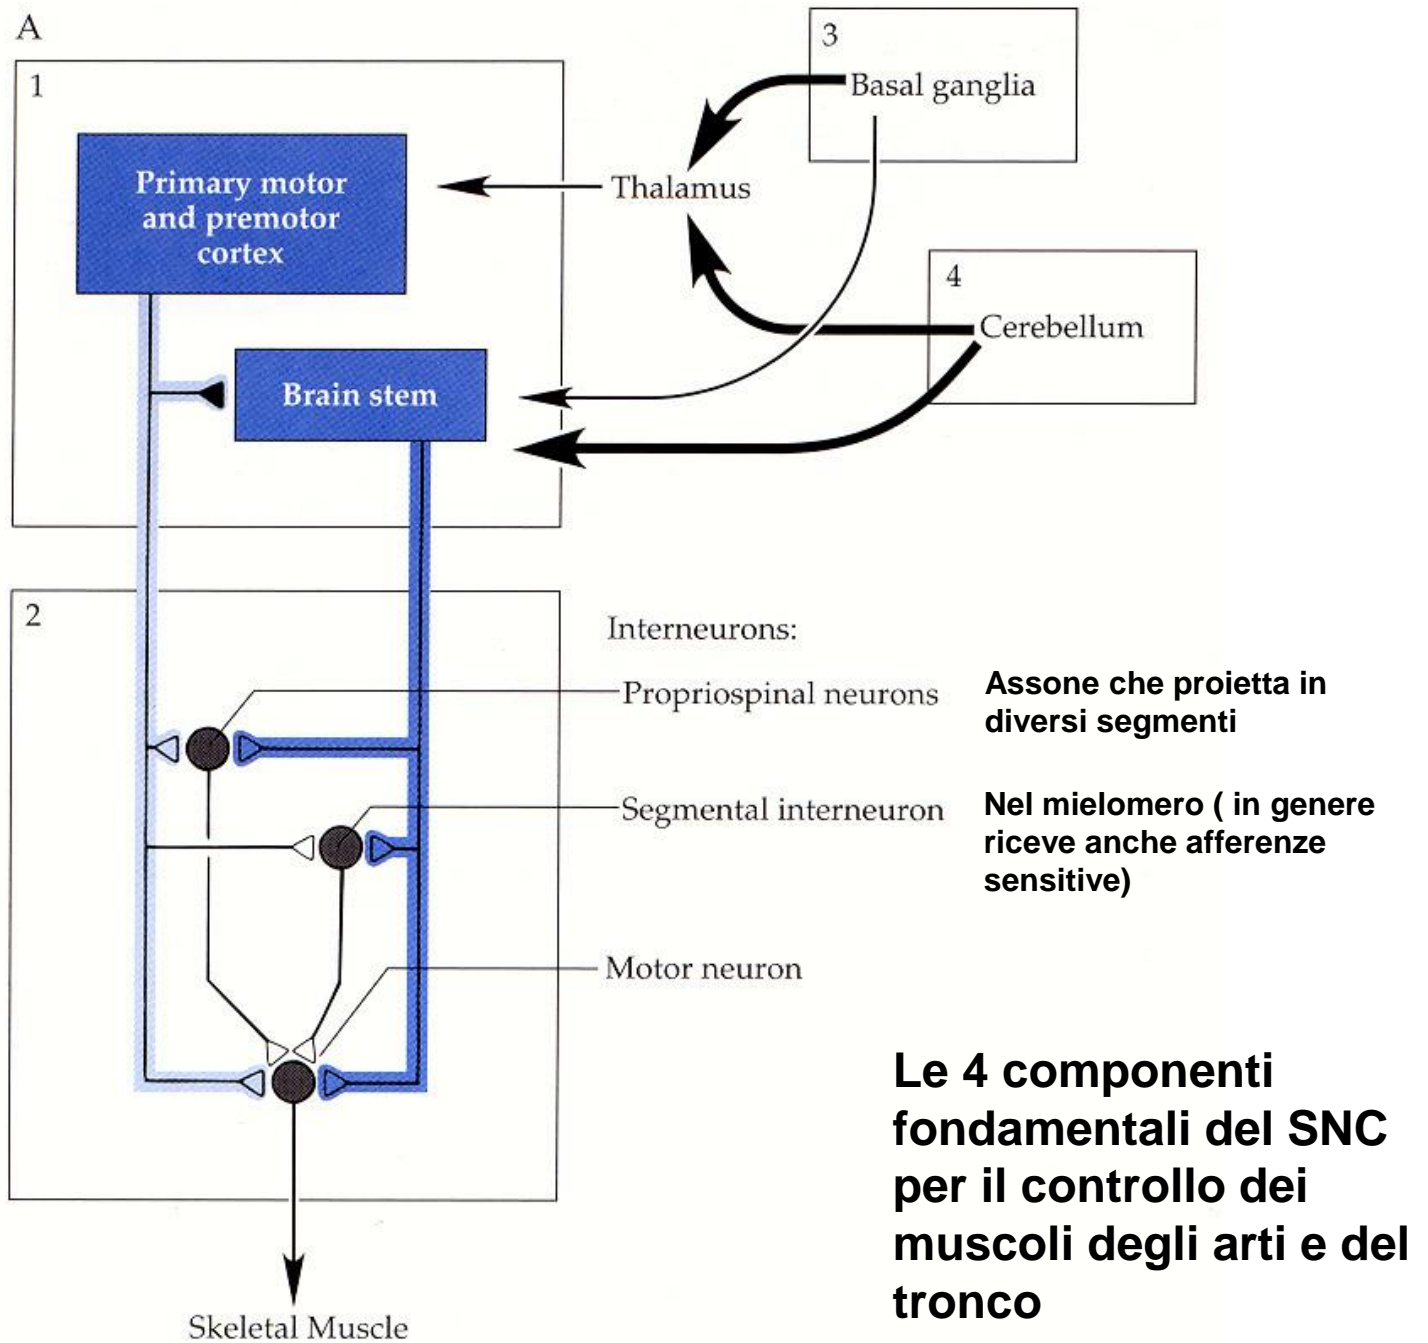 A
1
Primary motor
and premotor
cortex
Brain stem
Thalamus
3
Basal ganglia
4
Cerebellum
2
Interneurons:
Propriospinal neurons
Assone che proietta in
diversi segmenti
Segmental interneuron
Nel mielomero ( in genere
riceve anche afferenze
sensitive)
Motor neuron
Le 4 componenti
fondamentali del SNC
per il controllo dei
muscoli degli arti e del
tronco
Skeletal Muscle